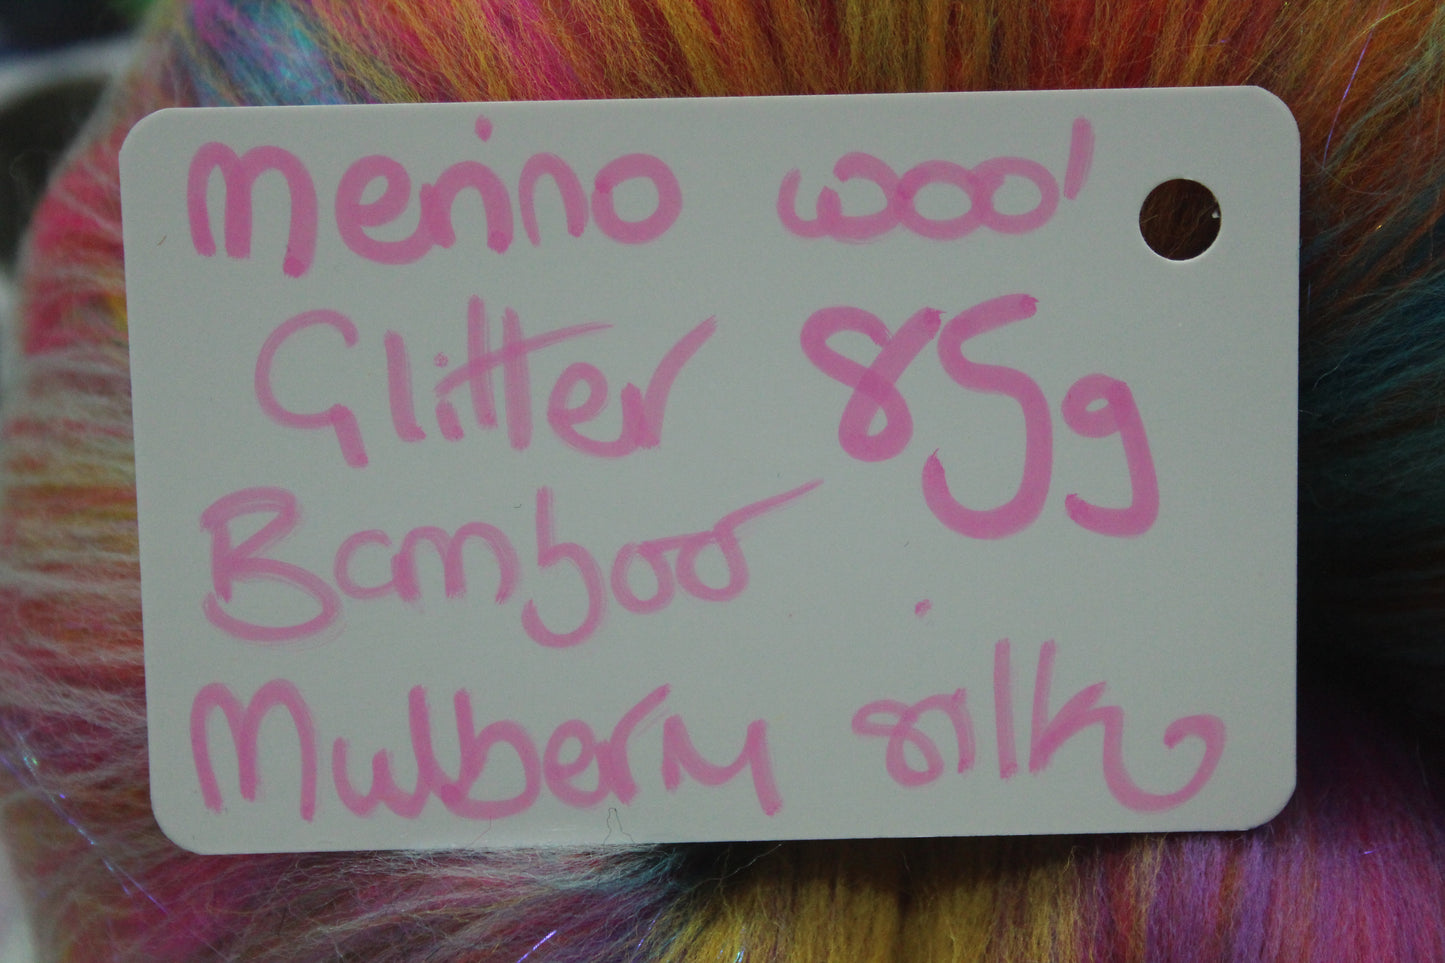 Merino wool
Glitter 85g
Bamboo
Mulberry silk